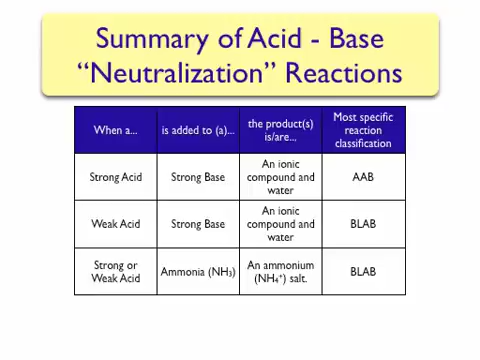 Summary of Acid - Base
“Neutralization” Reactions
When a...
is added to (a)...
the product(s)
is/are...
Most specific
reaction
classification
Strong Acid
Strong Base
An ionic
compound and
water
AAB
Weak Acid
Strong Base
An ionic
compound and
water
BLAB
Strong or
Weak Acid
Ammonia (NH₃)
An ammonium
(NH₄⁺) salt.
BLAB